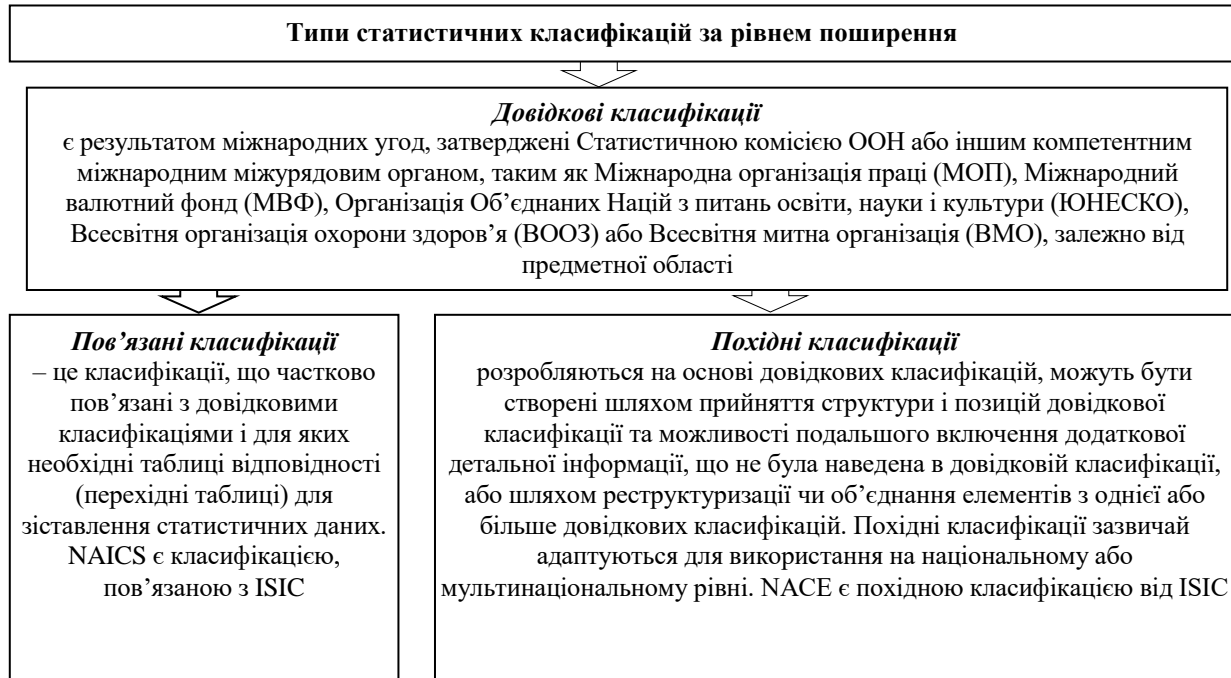 Типи статистичних класифікацій за рівнем поширення
Довідкові класифікації
є результатом міжнародних угод, затверджені Статистичною комісією ООН або іншим компетентним
міжнародним міжурядовим органом, таким як Міжнародна організація праці (МОП), Міжнародний
валютний фонд (МВФ), Організація Об’єднаних Націй з питань освіти, науки і культури (ЮНЕСКО),
Всесвітня організація охорони здоров’я (ВООЗ) або Всесвітня митна організація (ВМО), залежно від
предметної області
Пов’язані класифікації
– це класифікації, що частково
пов’язані з довідковими
класифікаціями і для яких
необхідні таблиці відповідності
(перехідні таблиці) для
зіставлення статистичних даних.
NAICS є класифікацією,
пов’язаною з ISIC
Похідні класифікації
розробляються на основі довідкових класифікацій, можуть бути
створені шляхом прийняття структури і позицій довідкової
класифікації та можливості подальшого включення додаткової
детальної інформації, що не була наведена в довідковій класифікації,
або шляхом реструктуризації чи об’єднання елементів з однієї або
більше довідкових класифікацій. Похідні класифікації зазвичай
адаптуються для використання на національному або
мультинаціональному рівні. NACE є похідною класифікацією від ISIC